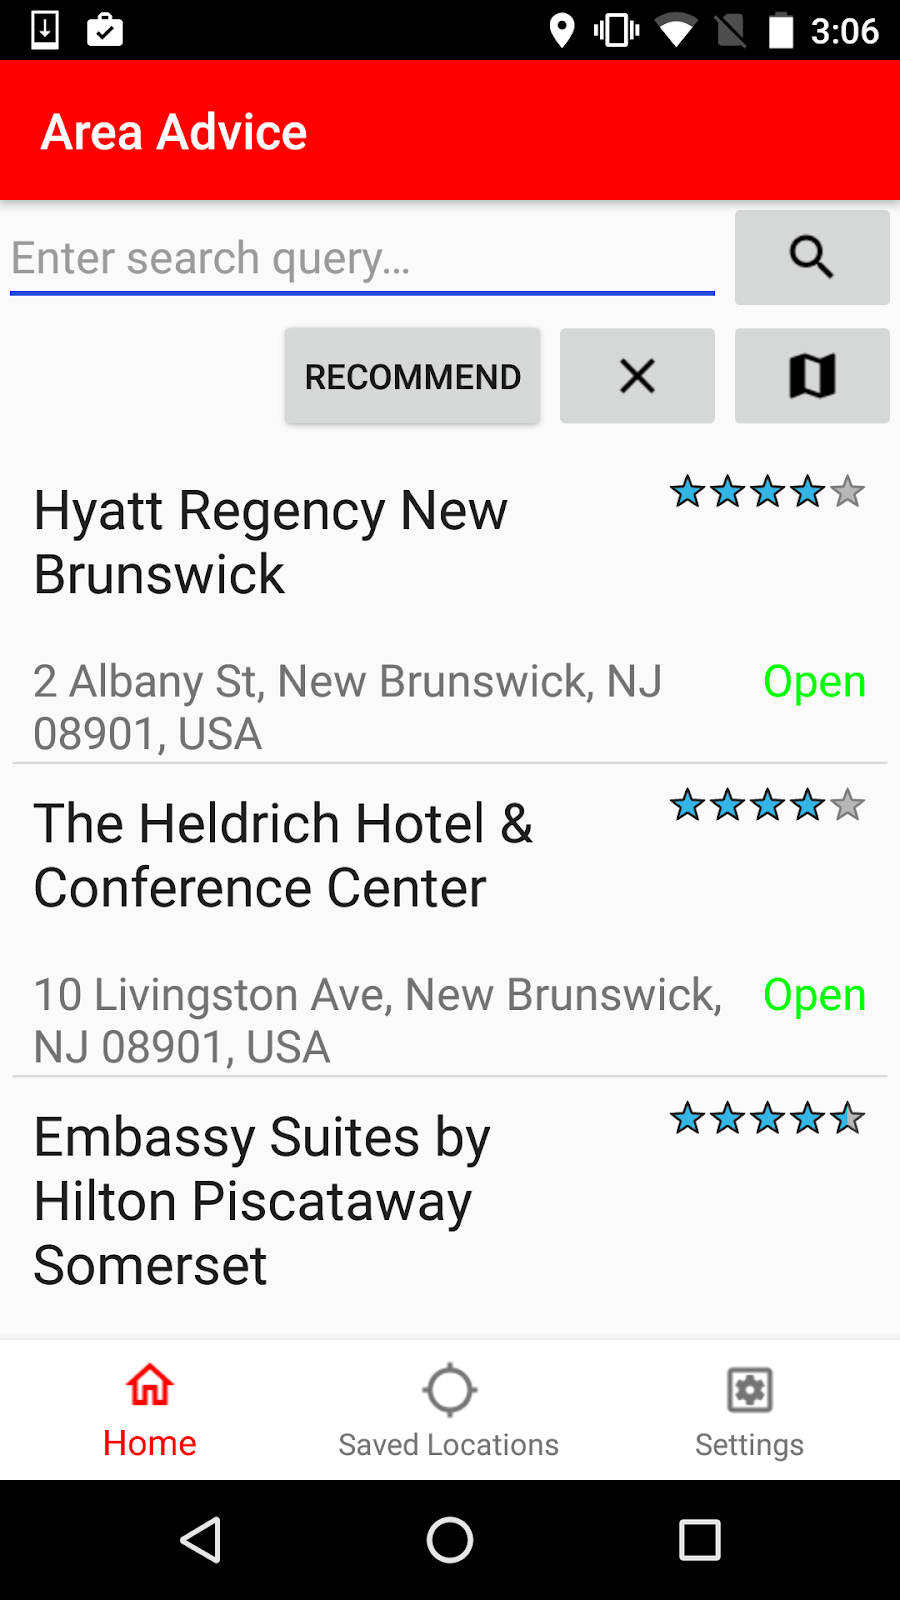 3:06
Area Advice
Enter search query...
RECOMMEND
Hyatt Regency New
Brunswick
2 Albany St, New Brunswick, NJ
08901, USA
Open
The Heldrich Hotel &
Conference Center
10 Livingston Ave, New Brunswick,
NJ 08901, USA
Open
Embassy Suites by
Hilton Piscataway
Somerset
Home
Saved Locations
Settings